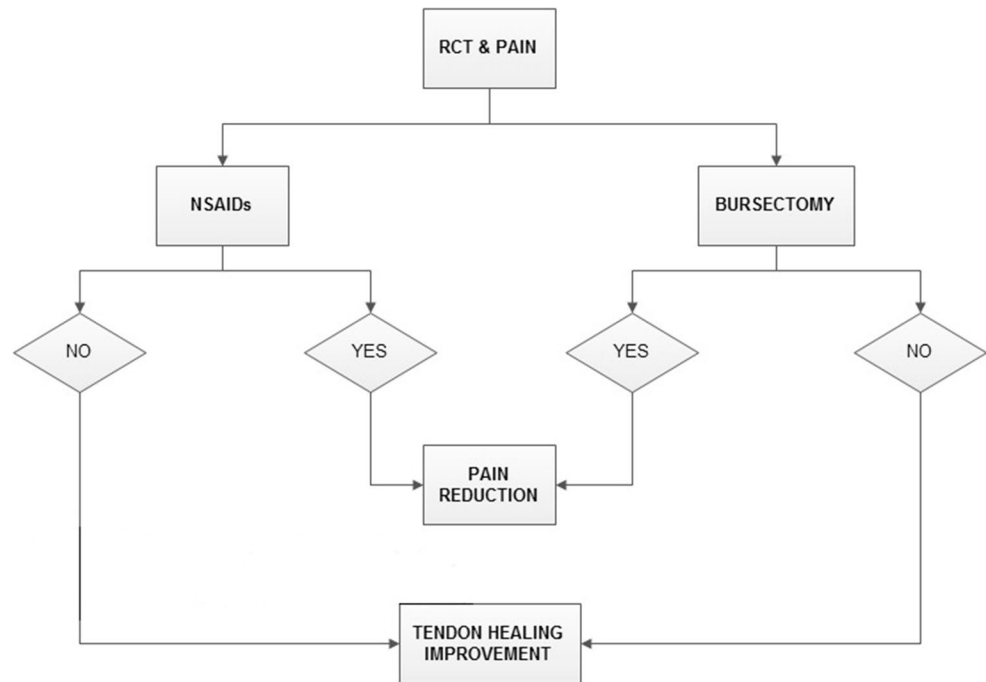 RCT & PAIN
NSAIDs
BURSECTOMY
NO
YES
YES
NO
PAIN
REDUCTION
TENDON HEALING
IMPROVEMENT